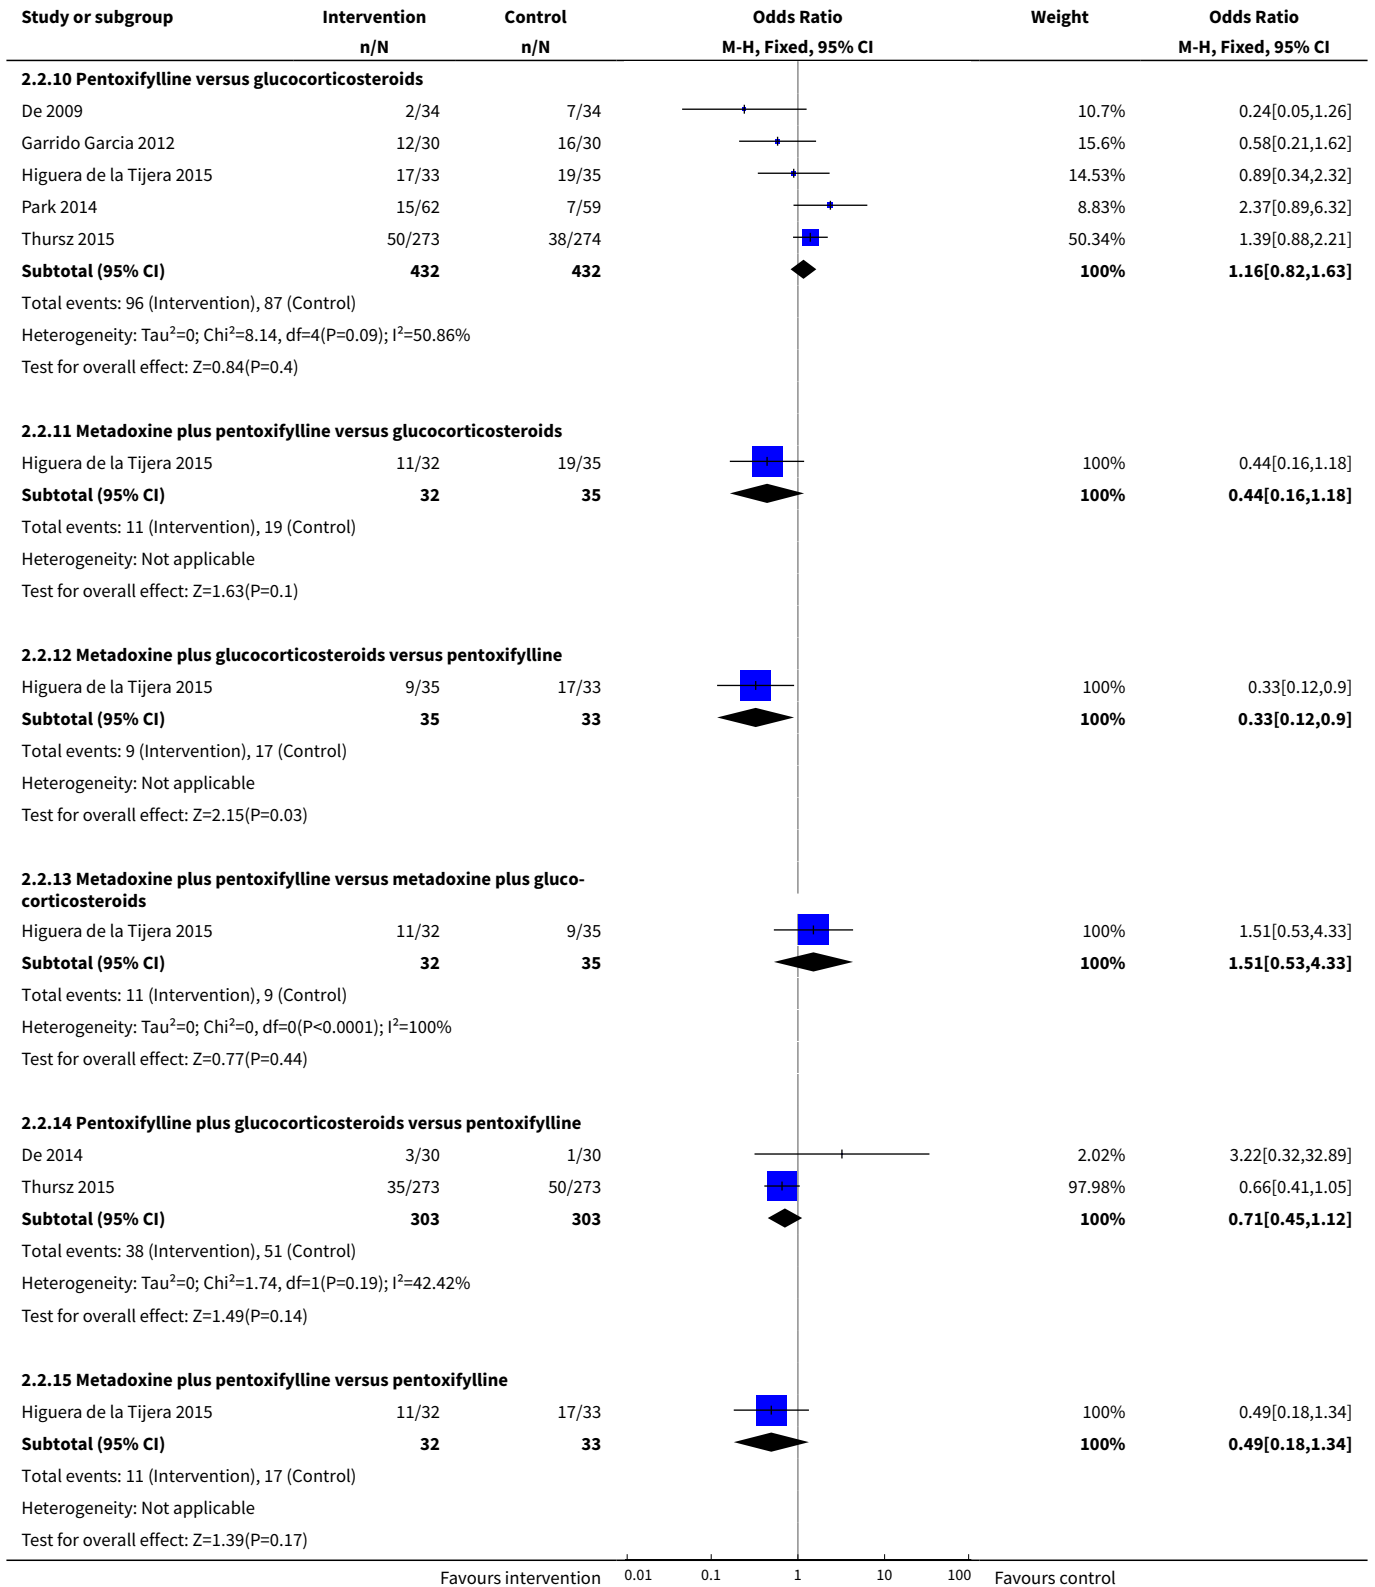 Study or subgroup Intervention Control Odds Ratio Weight Odds Ratio
n/N n/N M-H, Fixed, 95% CI M-H, Fixed, 95% CI
2.2.10 Pentoxifylline versus glucocorticosteroids
De 2009 2/34 7/34 10.7% 0.24[0.05,1.26]
Garrido Garcia 2012 12/30 16/30 15.6% 0.58[0.21,1.62]
Higuera de la Tijera 2015 17/33 19/35 14.53% 0.89[0.34,2.32]
Park 2014 15/62 7/59 8.83% 2.37[0.89,6.32]
Thursz 2015 50/273 38/274 50.34% 1.39[0.88,2.21]
Subtotal (95% CI) 432 432 100% 1.16[0.82,1.63]
Total events: 96 (Intervention), 87 (Control)
Heterogeneity: Tau²=0; Chi²=8.14, df=4(P=0.09); I²=50.86%
Test for overall effect: Z=0.84(P=0.4)
2.2.11 Metadoxine plus pentoxifylline versus glucocorticosteroids
Higuera de la Tijera 2015 11/32 19/35 100% 0.44[0.16,1.18]
Subtotal (95% CI) 32 35 100% 0.44[0.16,1.18]
Total events: 11 (Intervention), 19 (Control)
Heterogeneity: Not applicable
Test for overall effect: Z=1.63(P=0.1)
2.2.12 Metadoxine plus glucocorticosteroids versus pentoxifylline
Higuera de la Tijera 2015 9/35 17/33 100% 0.33[0.12,0.9]
Subtotal (95% CI) 35 33 100% 0.33[0.12,0.9]
Total events: 9 (Intervention), 17 (Control)
Heterogeneity: Not applicable
Test for overall effect: Z=2.15(P=0.03)
2.2.13 Metadoxine plus pentoxifylline versus metadoxine plus gluco-
corticosteroids
Higuera de la Tijera 2015 11/32 9/35 100% 1.51[0.53,4.33]
Subtotal (95% CI) 32 35 100% 1.51[0.53,4.33]
Total events: 11 (Intervention), 9 (Control)
Heterogeneity: Tau²=0; Chi²=0, df=0(P<0.0001); I²=100%
Test for overall effect: Z=0.77(P=0.44)
2.2.14 Pentoxifylline plus glucocorticosteroids versus pentoxifylline
De 2014 3/30 1/30 2.02% 3.22[0.32,32.89]
Thursz 2015 35/273 50/273 97.98% 0.66[0.41,1.05]
Subtotal (95% CI) 303 303 100% 0.71[0.45,1.12]
Total events: 38 (Intervention), 51 (Control)
Heterogeneity: Tau²=0; Chi²=1.74, df=1(P=0.19); I²=42.42%
Test for overall effect: Z=1.49(P=0.14)
2.2.15 Metadoxine plus pentoxifylline versus pentoxifylline
Higuera de la Tijera 2015 11/32 17/33 100% 0.49[0.18,1.34]
Subtotal (95% CI) 32 33 100% 0.49[0.18,1.34]
Total events: 11 (Intervention), 17 (Control)
Heterogeneity: Not applicable
Test for overall effect: Z=1.39(P=0.17)
Favours intervention 0.01 0.1 1 10 100 Favours control